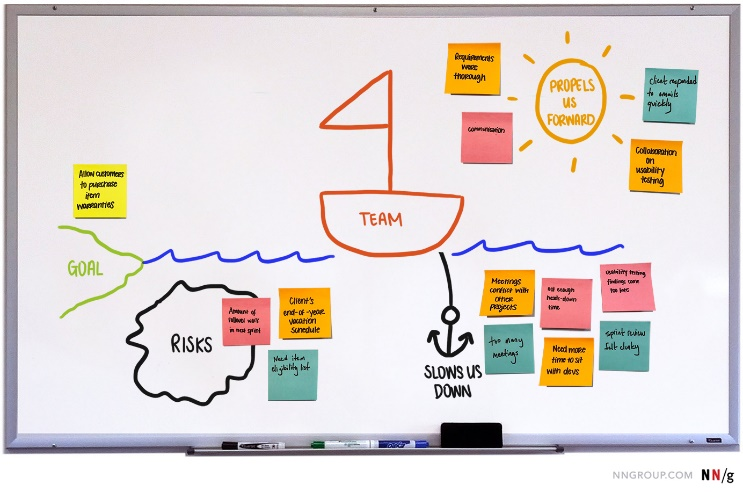 Requirements
were
thorough
communication
PROPELS
US
FORWARD
client responded
to emails
quickly
Collaboration
on
usability
testing
Allow customers
to purchase
item
warranties
TEAM
GOAL
RISKS
Amount of
rollover work
in next sprint
Client's
end-of-year
vacation
schedule
Need item
eligibility list
SLOWS US
DOWN
Meetings
conflict with
other
projects
not enough
heads-down
time
usability testing
findings come
too late
too many
meetings
Need more
time to sit
with devs
sprint review
felt clunky
NNGROUP.COM NN/g